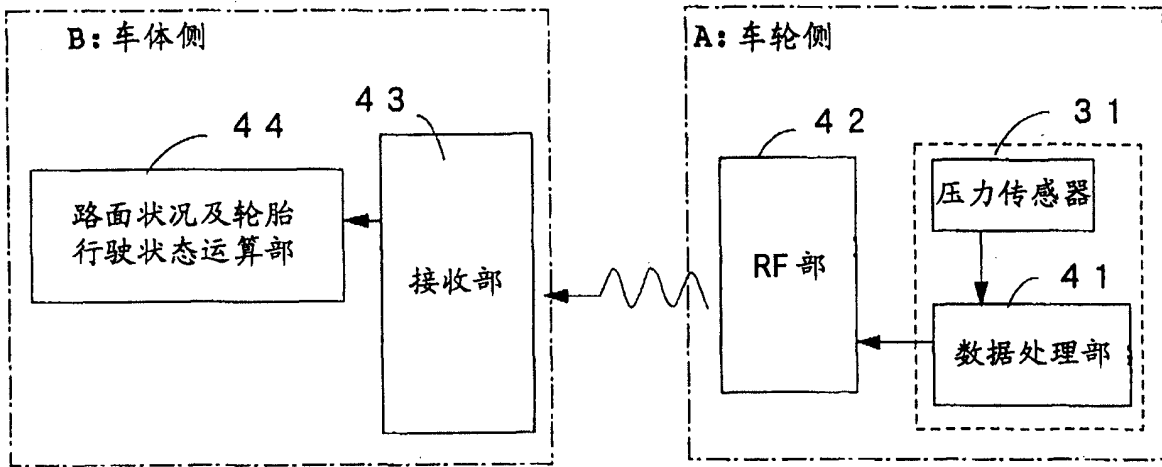 B: 车体侧
43
44
路面状况及轮胎
行驶状态运算部
接收部
A: 车轮侧
42
31
压力传感器
RF部
41
数据处理部